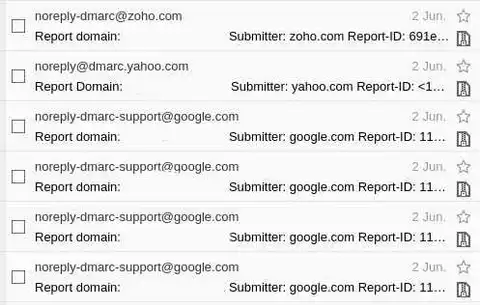 noreply-dmarc@zoho.com 2 Jun.
Report domain: Submitter: zoho.com Report-ID: 691e...
noreply@dmarc.yahoo.com 2 Jun.
Report Domain: Submitter: yahoo.com Report-ID: <1...
noreply-dmarc-support@google.com 2 Jun.
Report domain: Submitter: google.com Report-ID: 11...
noreply-dmarc-support@google.com 2 Jun.
Report domain: Submitter: google.com Report-ID: 11...
noreply-dmarc-support@google.com 2 Jun.
Report domain: Submitter: google.com Report-ID: 11...
noreply-dmarc-support@google.com 2 Jun.
Report domain: Submitter: google.com Report-ID: 11...